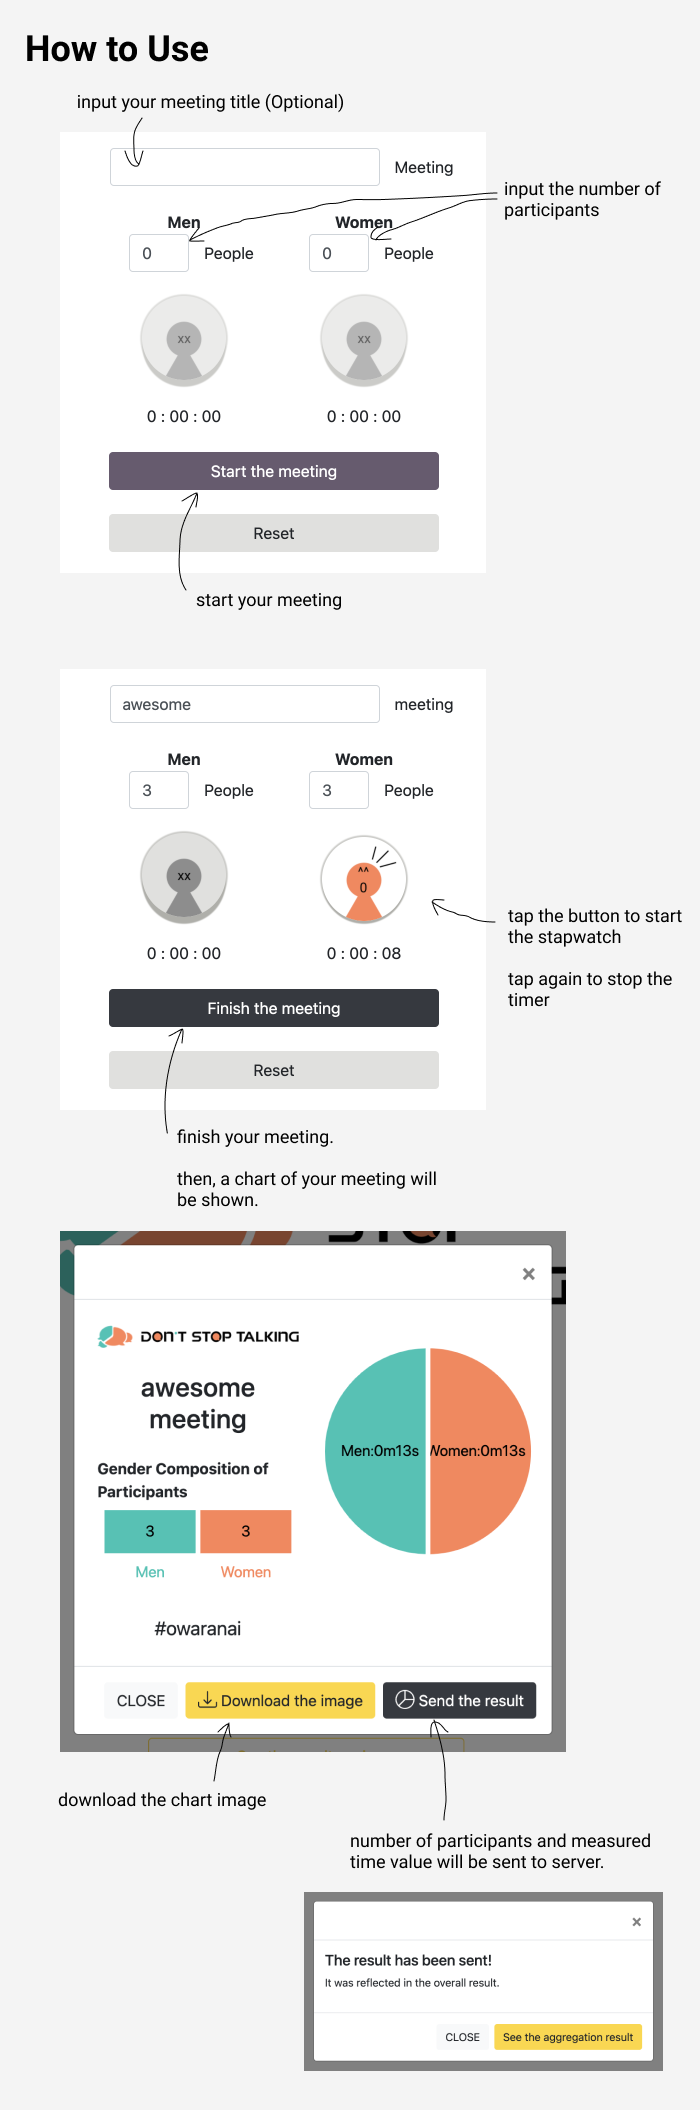 How to Use
input your meeting title (Optional)
Meeting
input the number of
participants
Men
Women
0 People
0 People
xx
xx
0 : 00 : 00
0 : 00 : 00
Start the meeting
Reset
start your meeting
awesome meeting
Men
Women
3 People
3 People
xx
^^
0
tap the button to start
the stapwatch
0 : 00 : 00
0 : 00 : 08
tap again to stop the
timer
Finish the meeting
Reset
finish your meeting.
then, a chart of your meeting will
be shown.
STOP
×
DON'T STOP TALKING
awesome
meeting
Men:0m13s
Women:0m13s
Gender Composition of
Participants
3
3
Men
Women
#owaranai
CLOSE
Download the image
Send the result
download the chart image
number of participants and measured
time value will be sent to server.
×
The result has been sent!
It was reflected in the overall result.
CLOSE
See the aggregation result